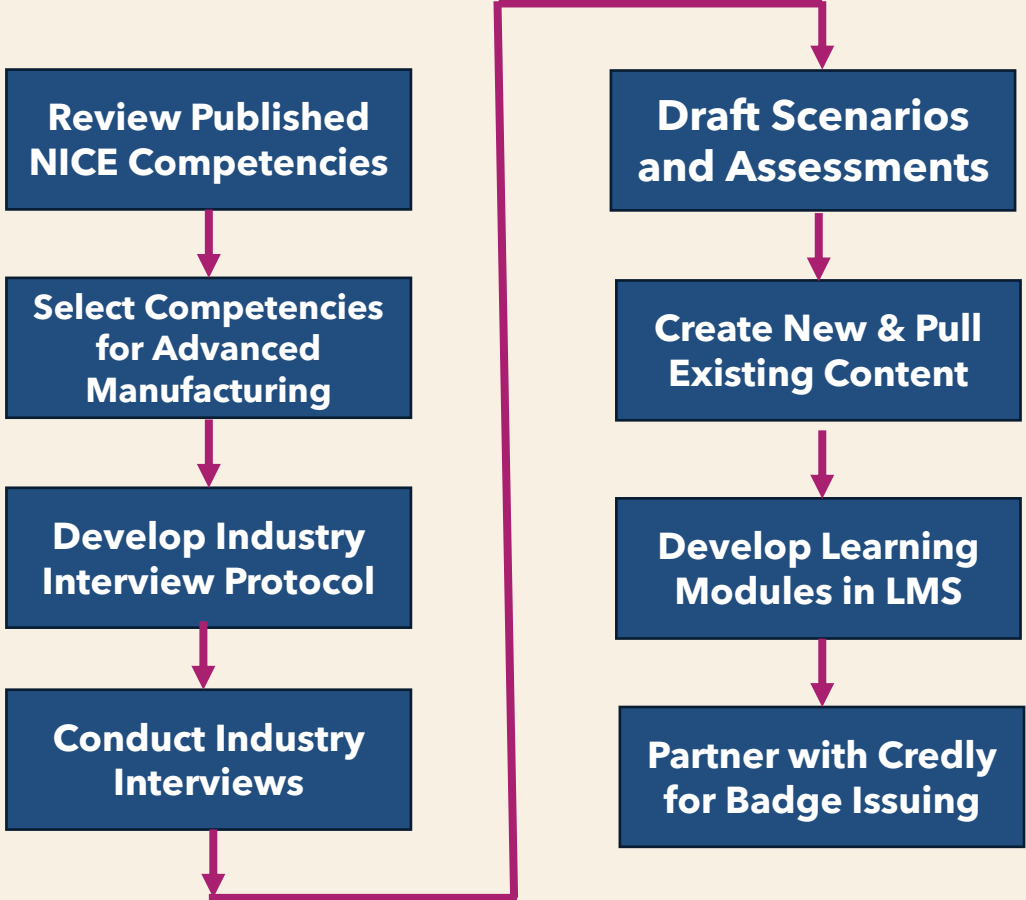 Review Published
NICE Competencies
Select Competencies
for Advanced
Manufacturing
Develop Industry
Interview Protocol
Conduct Industry
Interviews
Draft Scenarios
and Assessments
Create New & Pull
Existing Content
Develop Learning
Modules in LMS
Partner with Credly
for Badge Issuing